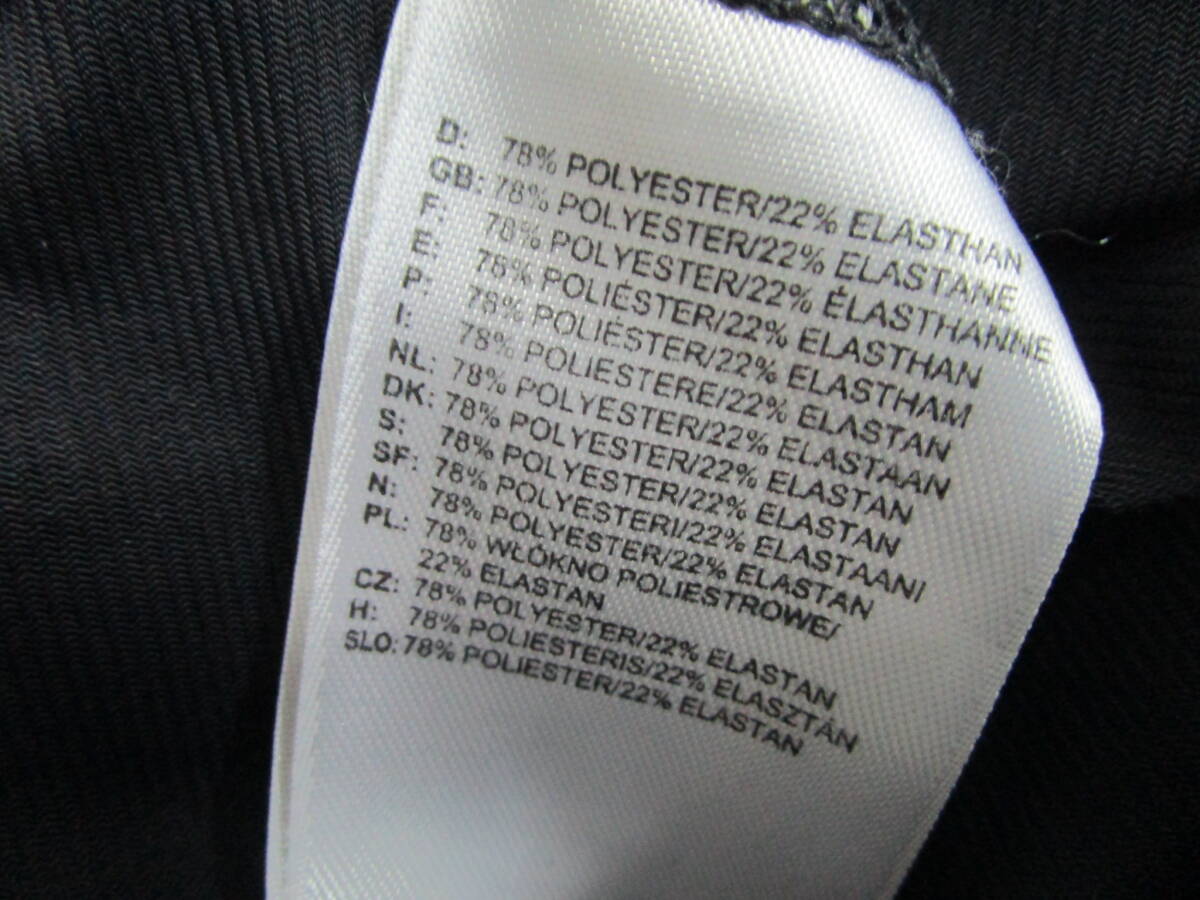 D: 78% POLYESTER/22% ELASTHAN
GB: 78% POLYESTER/22% ELASTANE
F: 78% POLYESTER/22% ÉLASTHANNE
E: 78% POLIÉSTER/22% ELASTHAN
P: 78% POLIÉSTER/22% ELASTHAM
I: 78% POLIESTERE/22% ELASTAN
NL: 78% POLYESTER/22% ELASTAAN
DK: 78% POLYESTER/22% ELASTAN
S: 78% POLYESTER/22% ELASTAN
SF: 78% POLYESTERI/22% ELASTAANI
N: 78% POLYESTER/22% ELASTAN
PL: 78% WŁÓKNO POLIESTROWE/
22% ELASTAN
CZ: 78% POLYESTER/22% ELASTAN
H: 78% POLIESTERIS/22% ELASZTÁN
SLO: 78% POLIESTER/22% ELASTAN